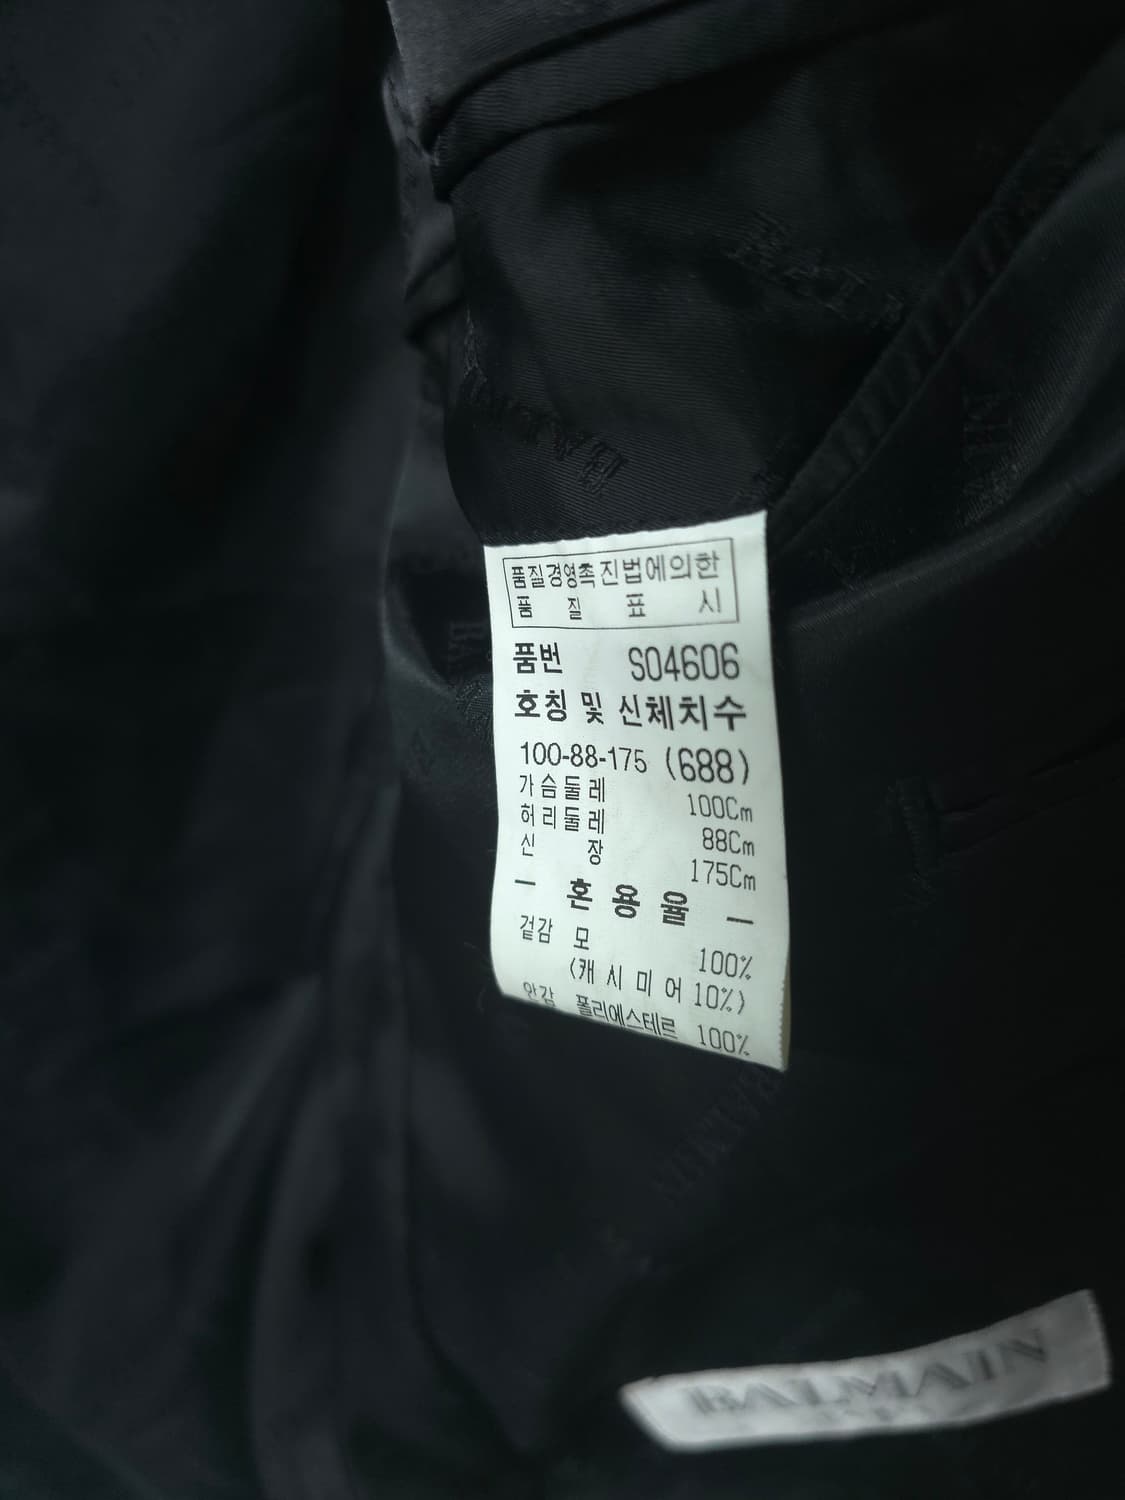 품질경영촉진법에의한
품 질 표 시
품번 S04606
호칭 및 신체치수
100-88-175 (688)
가슴둘레 100Cm
허리둘레 88Cm
신 장 175Cm
- 혼 용 율 -
겉감 모 100%
(캐시미어 10%)
안감 폴리에스테르 100%
BALMAIN